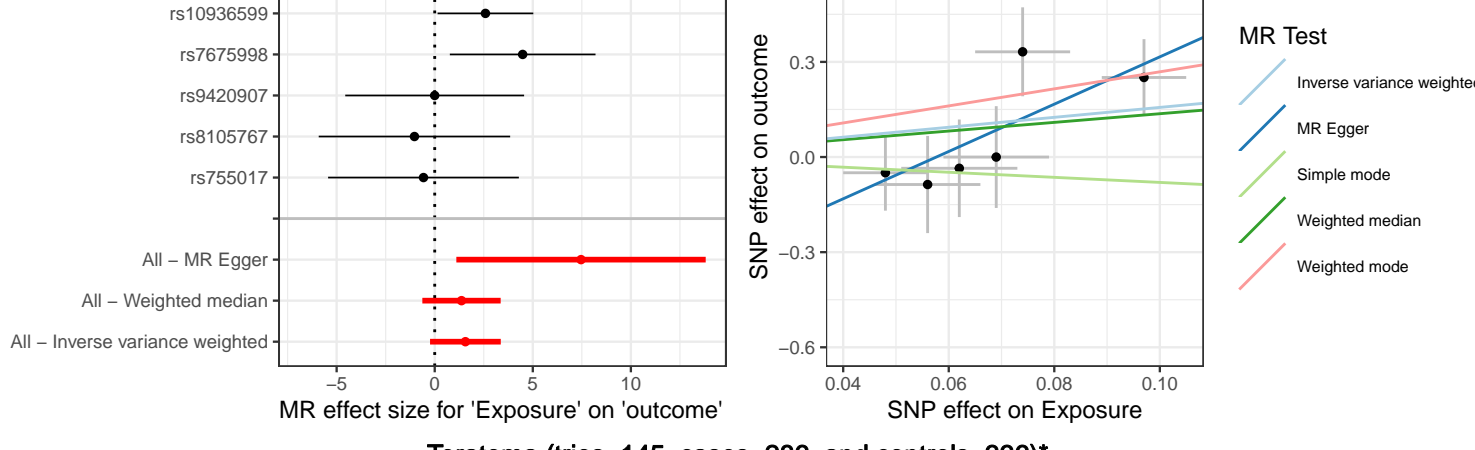 rs10936599
rs7675998
rs9420907
rs8105767
rs755017
All − MR Egger
All − Weighted median
All − Inverse variance weighted
−5
0
5
10
MR effect size for 'Exposure' on 'outcome'
SNP effect on outcome
0.3
0.0
−0.3
−0.6
0.04
0.06
0.08
0.10
SNP effect on Exposure
MR Test
Inverse variance weighted
MR Egger
Simple mode
Weighted median
Weighted mode